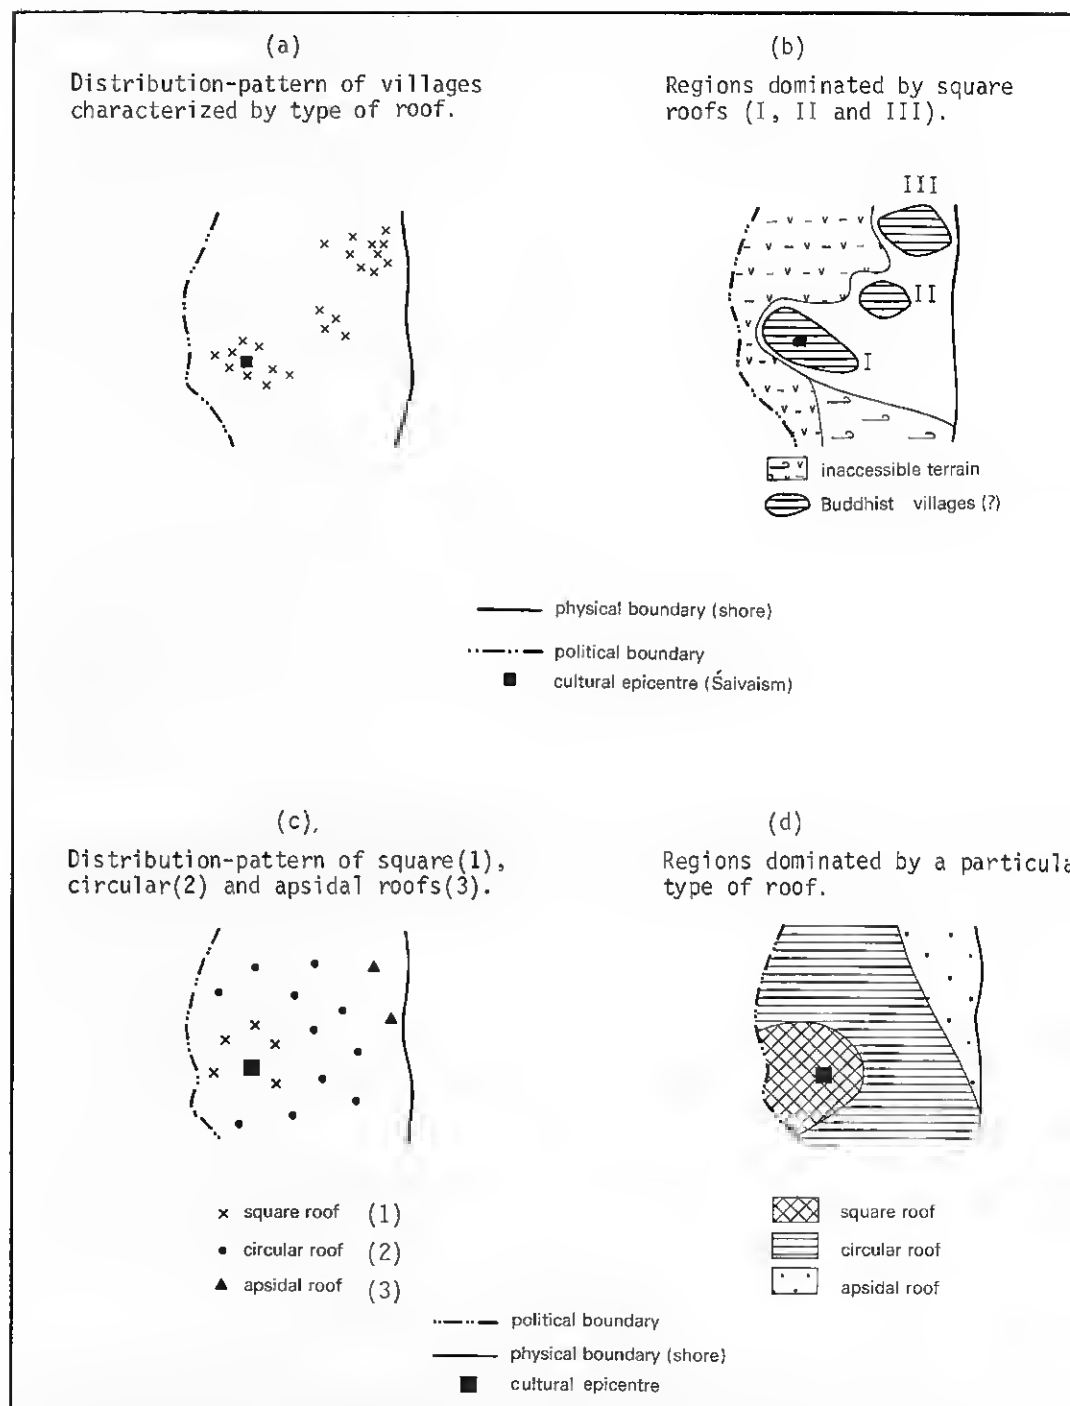 (a)
Distribution-pattern of villages
characterized by type of roof.
(b)
Regions dominated by square
roofs (I, II and III).
III
II
I
inaccessible terrain
Buddhist villages (?)
physical boundary (shore)
political boundary
cultural epicentre (Śaivaism)
(c),
Distribution-pattern of square(1),
circular(2) and apsidal roofs(3).
(d)
Regions dominated by a particula
type of roof.
square roof (1)
circular roof (2)
apsidal roof (3)
square roof
circular roof
apsidal roof
political boundary
physical boundary (shore)
cultural epicentre